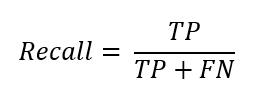 Recall = TP / TP + FN